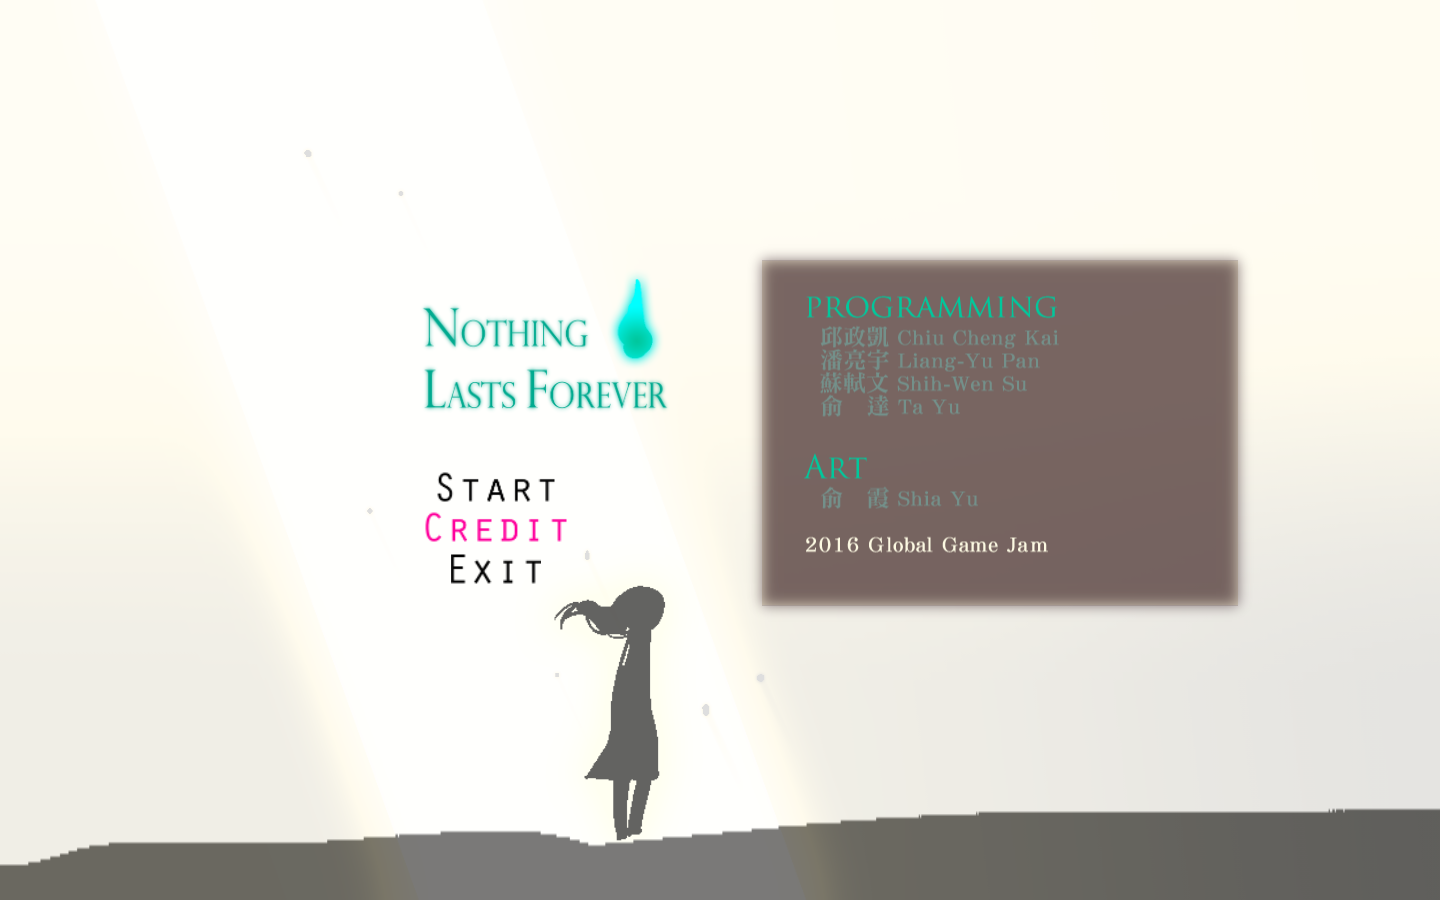 Nothing
Lasts Forever
Start
Credit
Exit
Programming
邱政凱 Chiu Cheng Kai
潘亮宇 Liang-Yu Pan
蘇軾文 Shih-Wen Su
俞　達 Ta Yu
Art
俞　霞 Shia Yu
2016 Global Game Jam